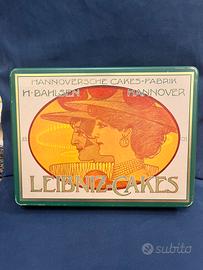 HANNOVERSCHE CAKES-FABRIK
H·BAHLSEN HANNOVER
LEIBNIZ-CAKES
subito